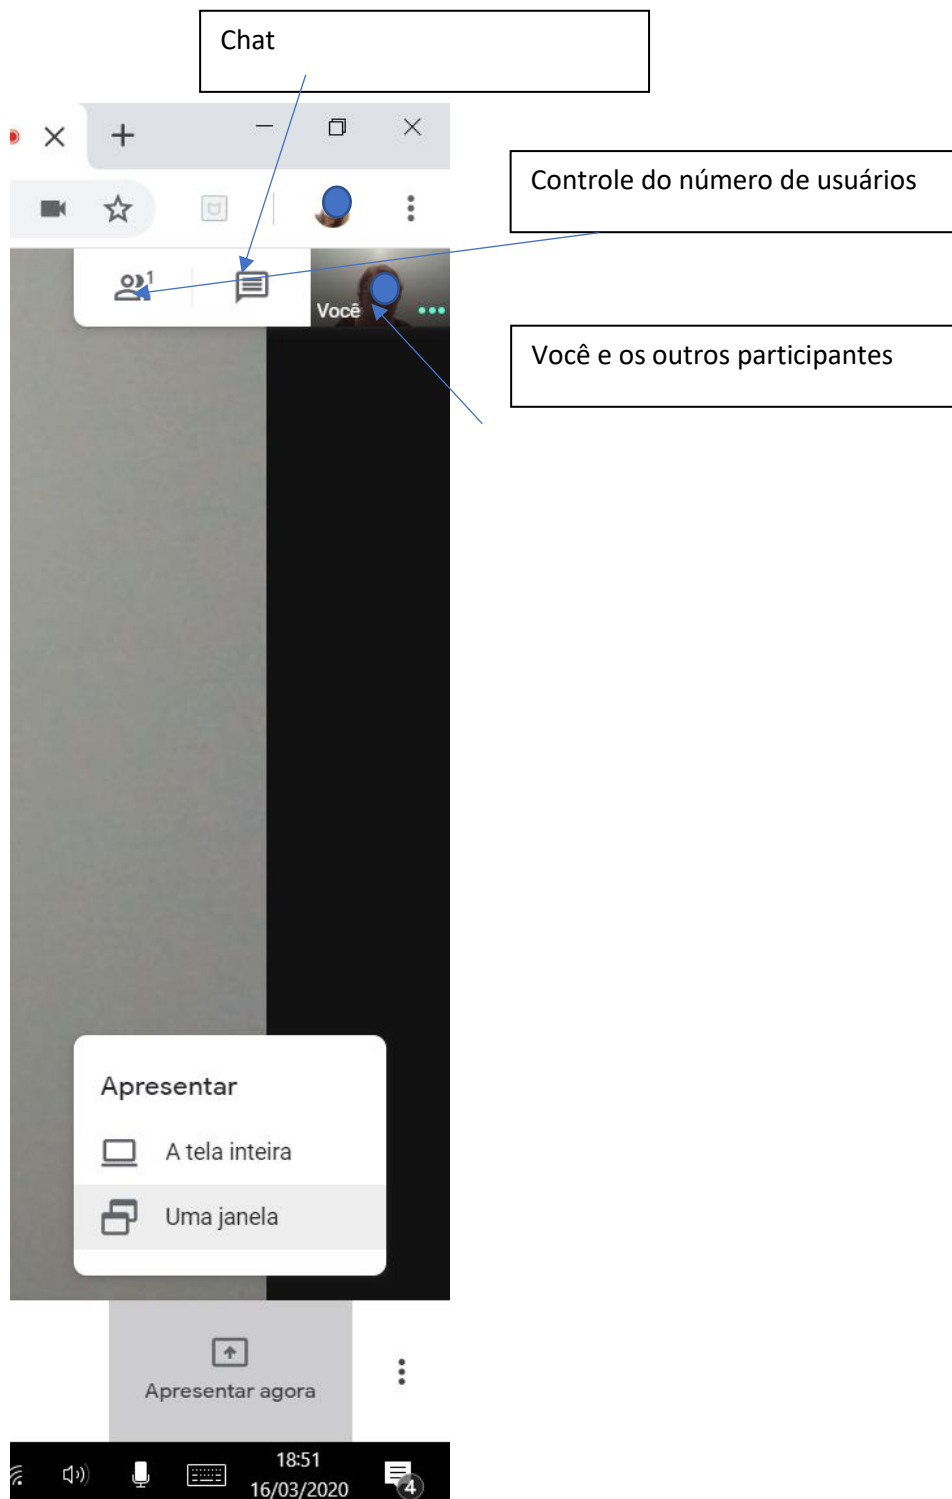 Chat
Controle do número de usuários
1
Você
Você e os outros participantes
Apresentar
A tela inteira
Uma janela
Apresentar agora
18:51
16/03/2020
4